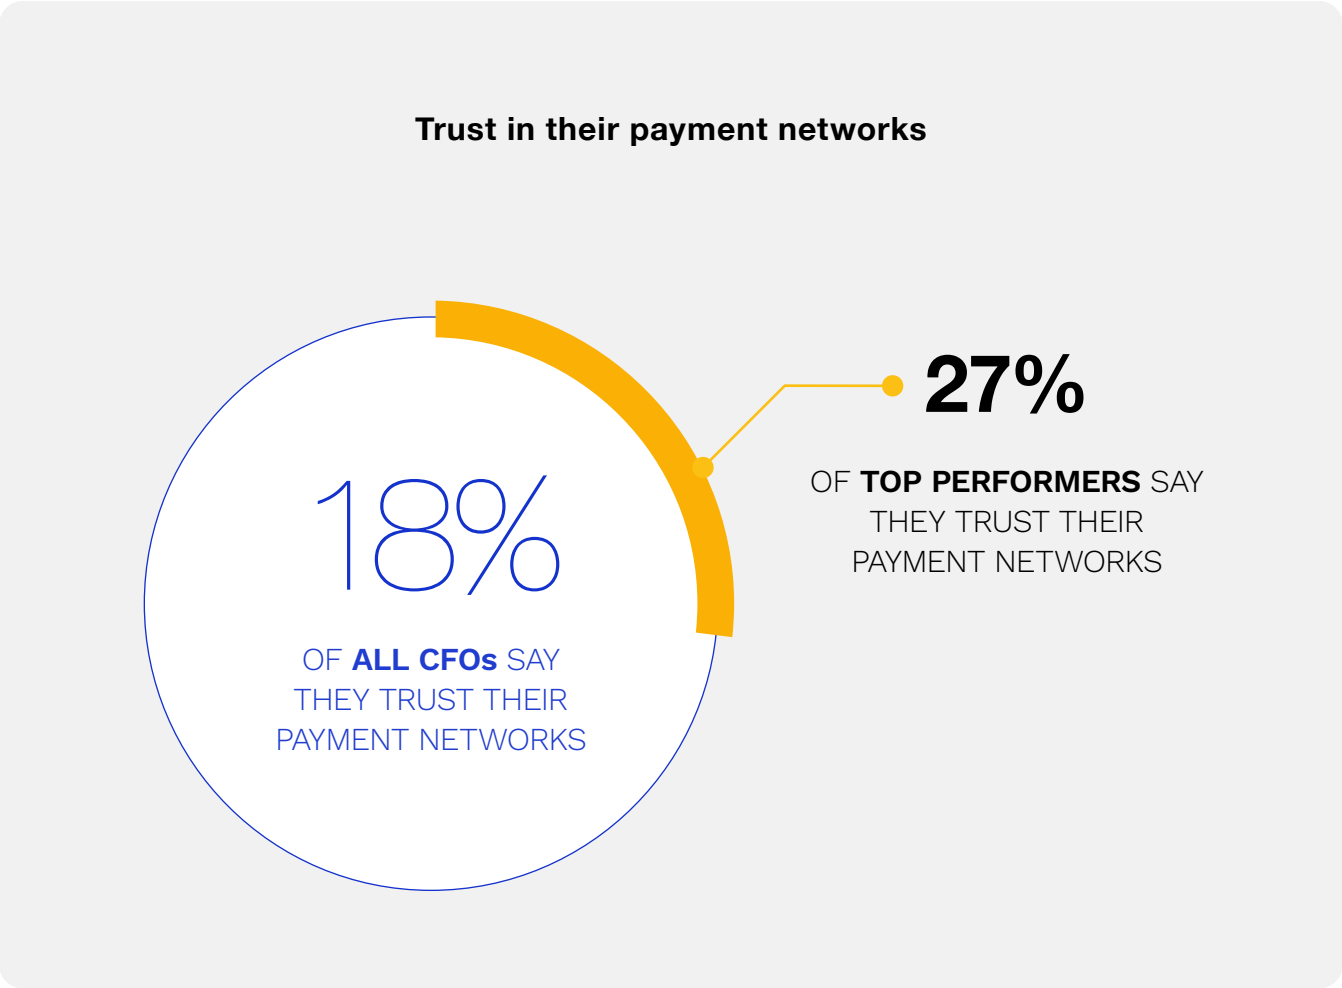 Trust in their payment networks
18%
OF ALL CFOs SAY
THEY TRUST THEIR
PAYMENT NETWORKS
27%
OF TOP PERFORMERS SAY
THEY TRUST THEIR
PAYMENT NETWORKS